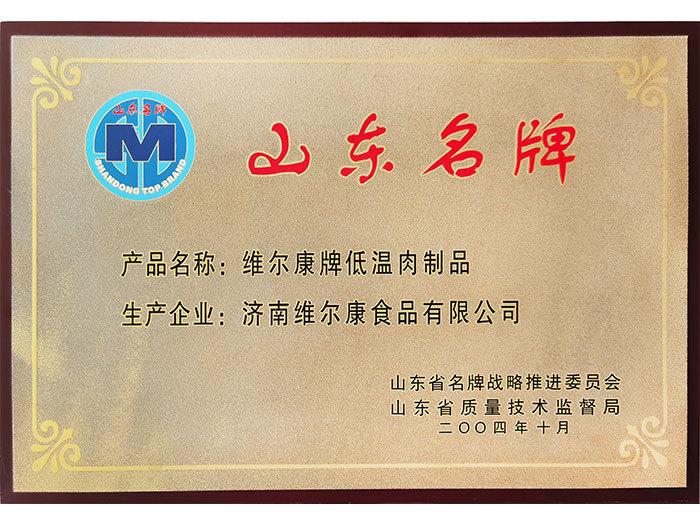 山东名牌
M
SHANDONG TOP BRAND
山东名牌
产品名称：维尔康牌低温肉制品
生产企业：济南维尔康食品有限公司
山东省名牌战略推进委员会
山东省质量技术监督局
二〇〇四年十月